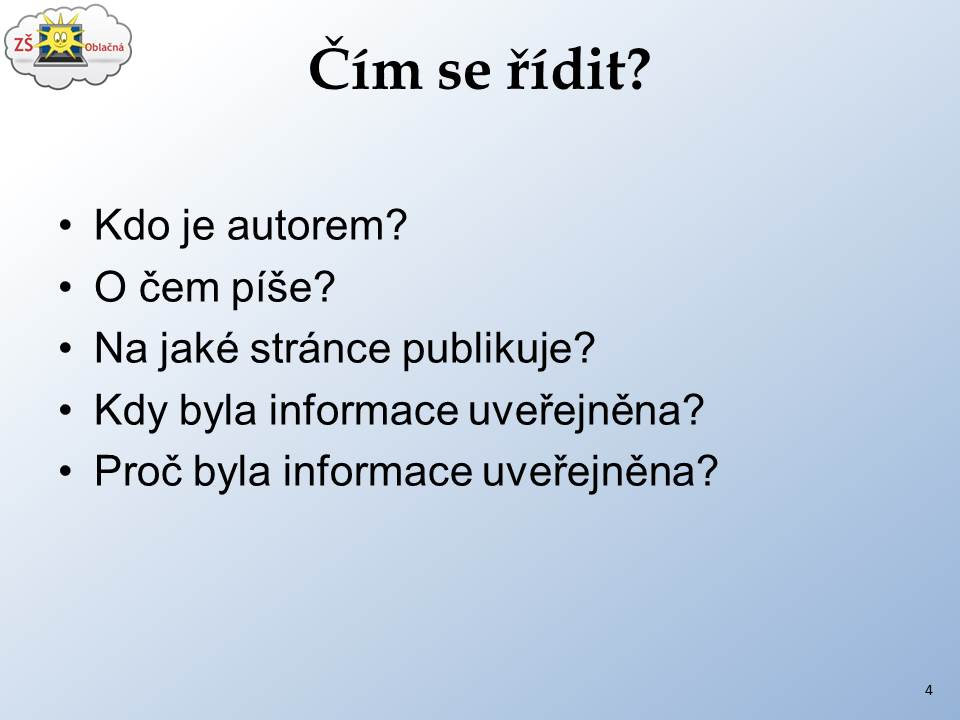 ZŠ Oblačná
Čím se řídit?
• Kdo je autorem?
• O čem píše?
• Na jaké stránce publikuje?
• Kdy byla informace uveřejněna?
• Proč byla informace uveřejněna?
4